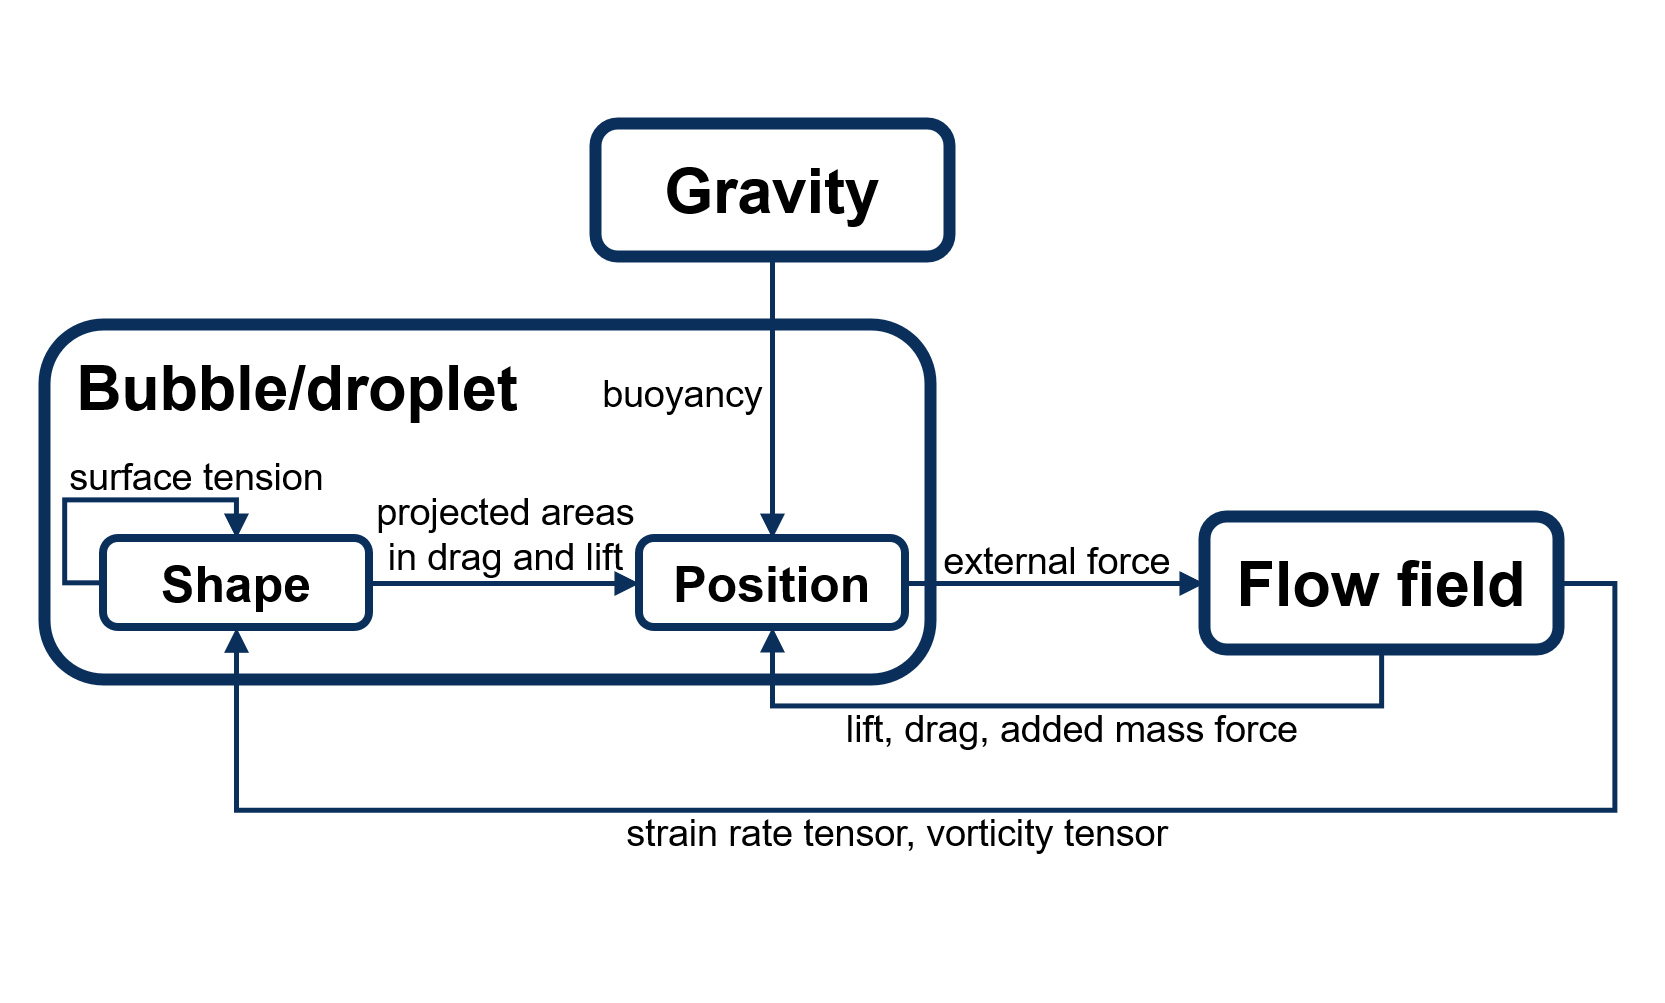 Gravity
Bubble/droplet
buoyancy
surface tension
projected areas
in drag and lift
Shape
Position
external force
Flow field
lift, drag, added mass force
strain rate tensor, vorticity tensor